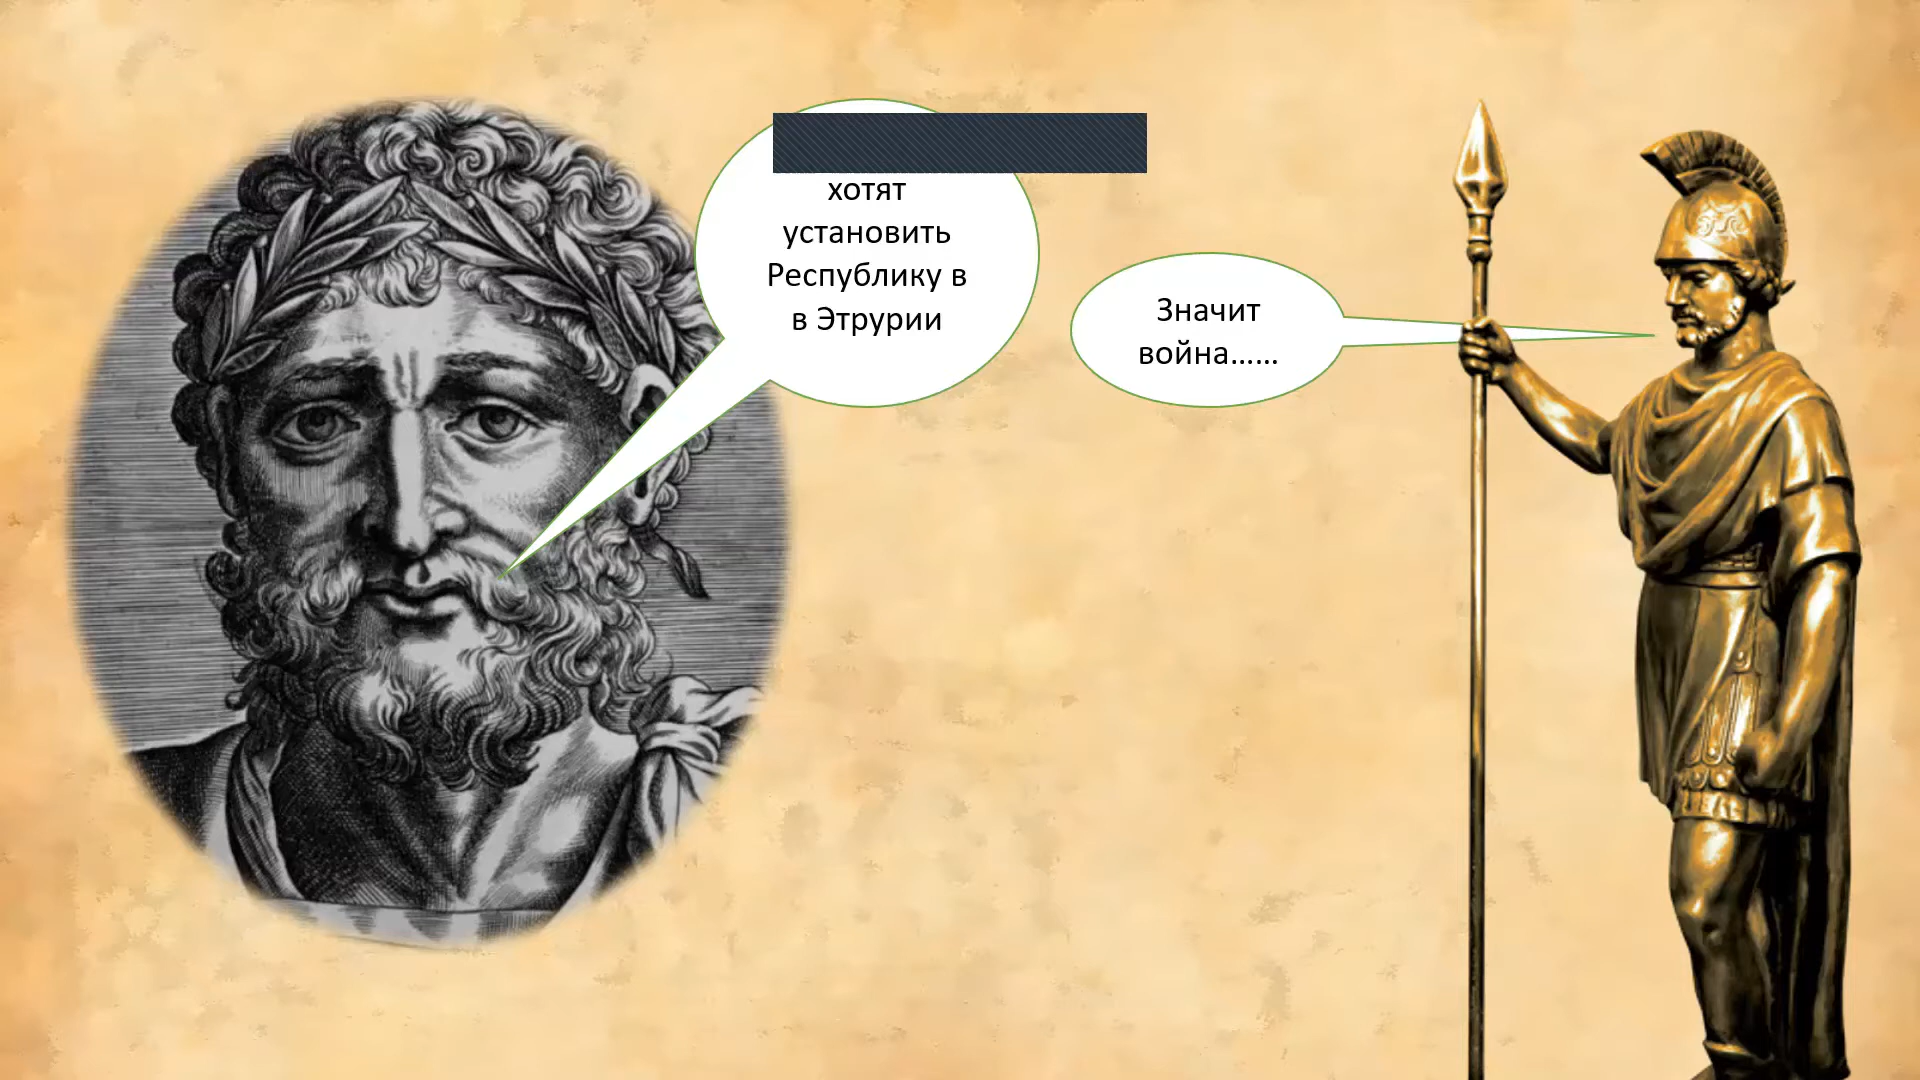 хотят
установить
Республику в
в Этрурии
Значит
война......